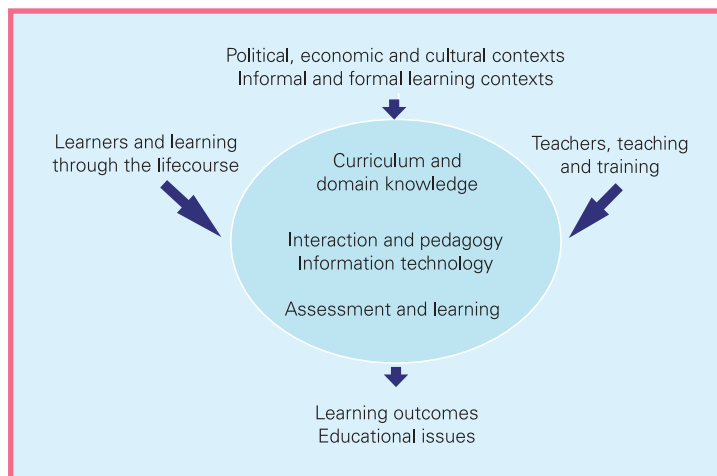 Political, economic and cultural contexts
Informal and formal learning contexts
Learners and learning
through the lifecourse
Teachers, teaching
and training
Curriculum and
domain knowledge
Interaction and pedagogy
Information technology
Assessment and learning
Learning outcomes
Educational issues